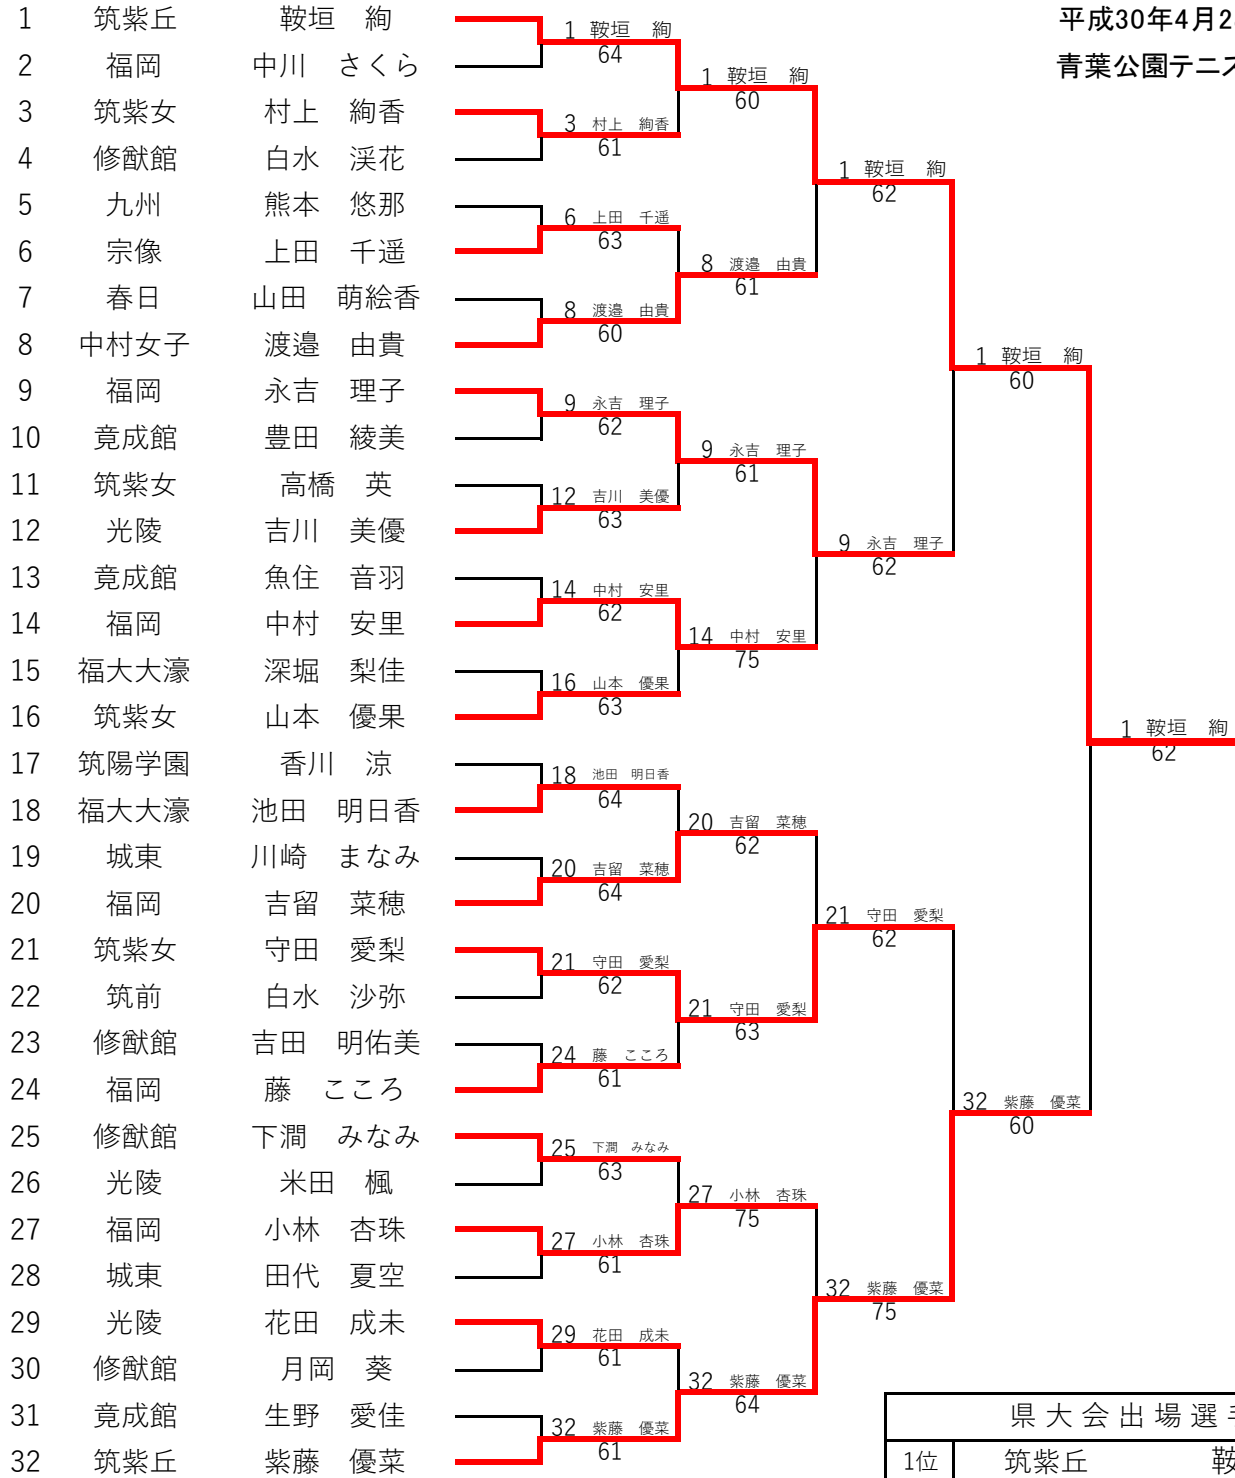 平成30年4月2
青葉公園テニス
1 筑紫丘 鞍垣 絢
2 福岡 中川 さくら
3 筑紫女 村上 絢香
4 修猷館 白水 渓花
5 九州 熊本 悠那
6 宗像 上田 千遥
7 春日 山田 萌絵香
8 中村女子 渡邉 由貴
9 福岡 永吉 理子
10 竟成館 豊田 綾美
11 筑紫女 高橋 英
12 光陵 吉川 美優
13 竟成館 魚住 音羽
14 福岡 中村 安里
15 福大大濠 深堀 梨佳
16 筑紫女 山本 優果
17 筑陽学園 香川 涼
18 福大大濠 池田 明日香
19 城東 川崎 まなみ
20 福岡 吉留 菜穂
21 筑紫女 守田 愛梨
22 筑前 白水 沙弥
23 修猷館 吉田 明佑美
24 福岡 藤 こころ
25 修猷館 下澗 みなみ
26 光陵 米田 楓
27 福岡 小林 杏珠
28 城東 田代 夏空
29 光陵 花田 成未
30 修猷館 月岡 葵
31 竟成館 生野 愛佳
32 筑紫丘 紫藤 優菜
1 鞍垣 絢
64
3 村上 絢香
61
6 上田 千遥
63
8 渡邉 由貴
60
9 永吉 理子
62
12 吉川 美優
63
14 中村 安里
62
16 山本 優果
63
18 池田 明日香
64
20 吉留 菜穂
64
21 守田 愛梨
62
24 藤 こころ
61
25 下澗 みなみ
63
27 小林 杏珠
61
29 花田 成未
61
32 紫藤 優菜
61
1 鞍垣 絢
60
8 渡邉 由貴
61
9 永吉 理子
61
14 中村 安里
75
20 吉留 菜穂
62
21 守田 愛梨
63
27 小林 杏珠
75
32 紫藤 優菜
64
1 鞍垣 絢
62
9 永吉 理子
62
21 守田 愛梨
62
32 紫藤 優菜
75
1 鞍垣 絢
60
32 紫藤 優菜
60
1 鞍垣 絢
62
県大会出場選手
1位 筑紫丘 鞍